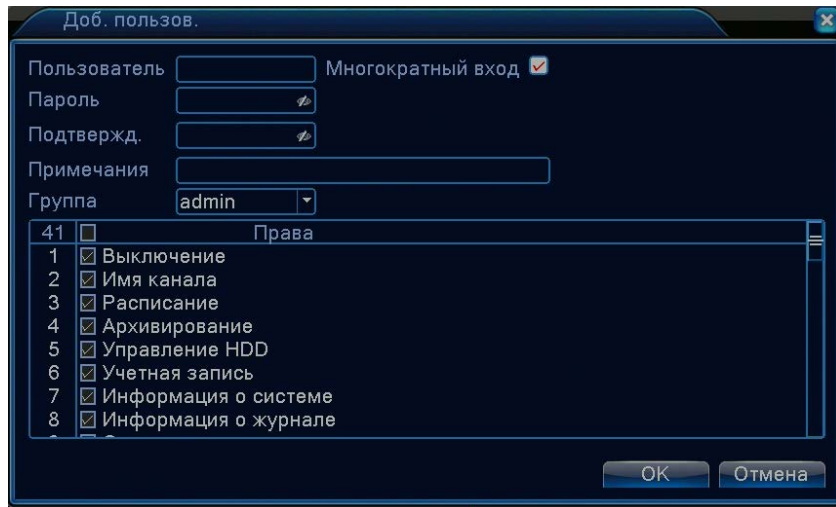 Доб. пользов.
Пользователь Многократный вход
Пароль
Подтвержд.
Примечания
Группа admin
41 Права
1 Выключение
2 Имя канала
3 Расписание
4 Архивирование
5 Управление HDD
6 Учетная запись
7 Информация о системе
8 Информация о журнале
OK Отмена